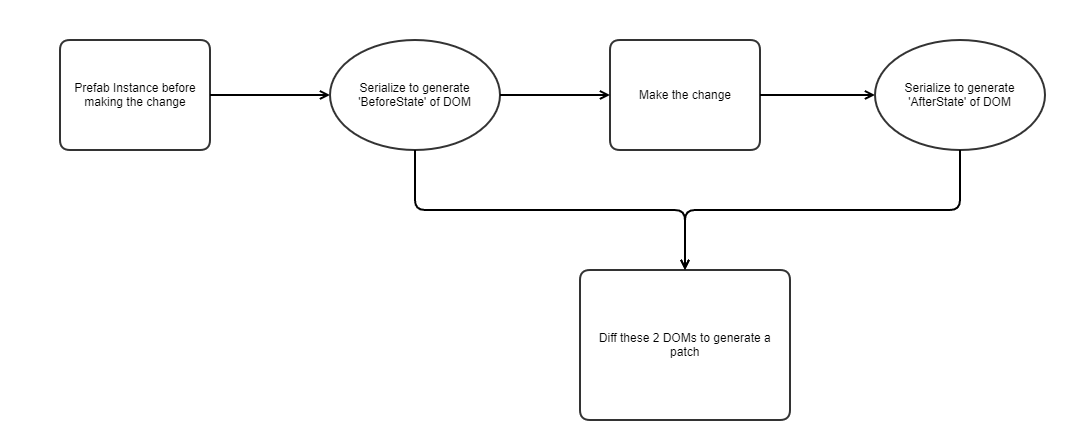 Prefab Instance before
making the change
Serialize to generate
'BeforeState' of DOM
Make the change
Serialize to generate
'AfterState' of DOM
Diff these 2 DOMs to generate a
patch